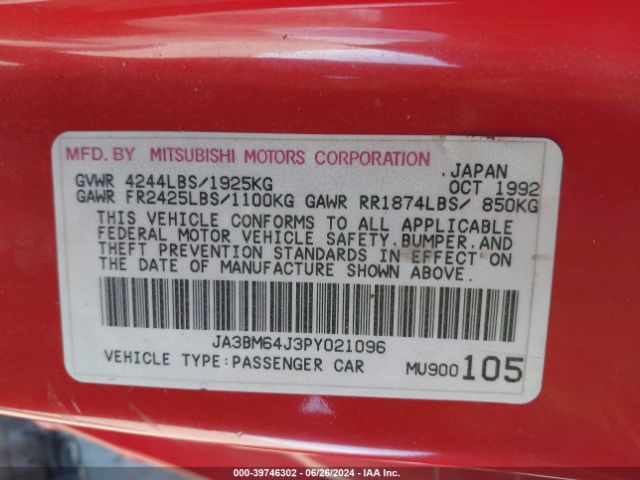 MFD. BY MITSUBISHI MOTORS CORPORATION
.JAPAN
GVWR 4244LBS/1925KG OCT 1992
GAWR FR2425LBS/1100KG GAWR RR1874LBS/ 850KG
THIS VEHICLE CONFORMS TO ALL APPLICABLE
FEDERAL MOTOR VEHICLE SAFETY,BUMPER,AND
THEFT PREVENTION STANDARDS IN EFFECT ON
THE DATE OF MANUFACTURE SHOWN ABOVE.
JA3BM64J3PY021096
VEHICLE TYPE:PASSENGER CAR MU900 105
000-39746302 - 06/26/2024 - IAA Inc.